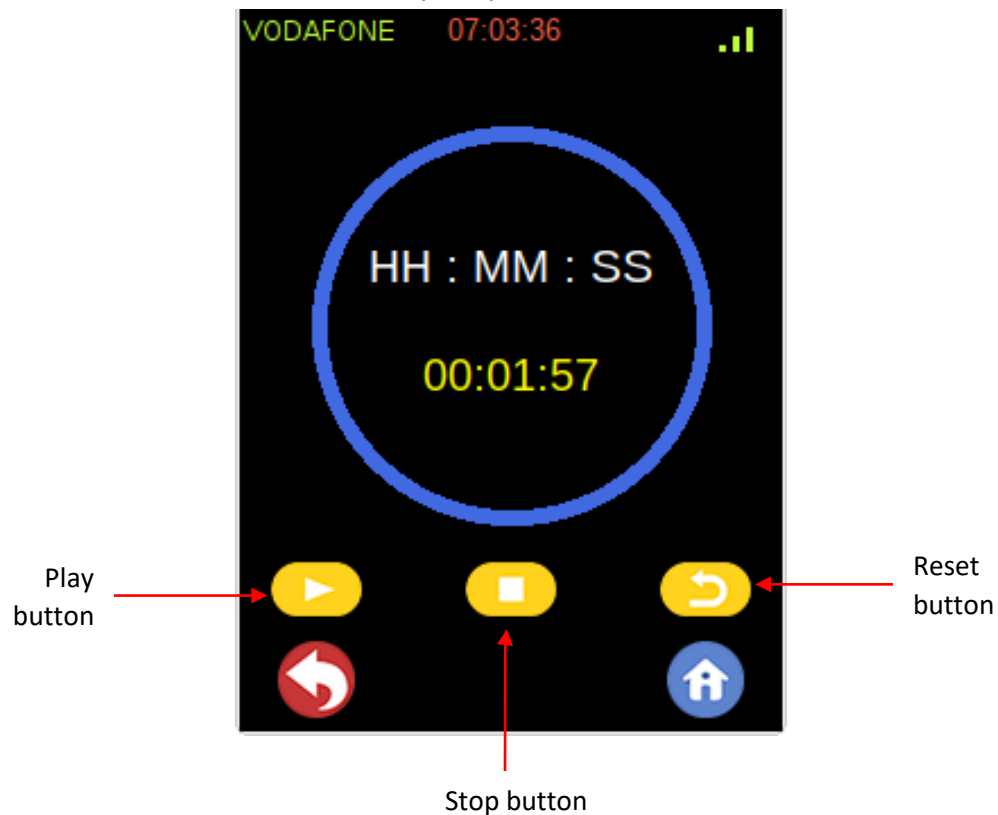 VODAFONE 07:03:36
HH : MM : SS
00:01:57
Play
button
Reset
button
Stop button